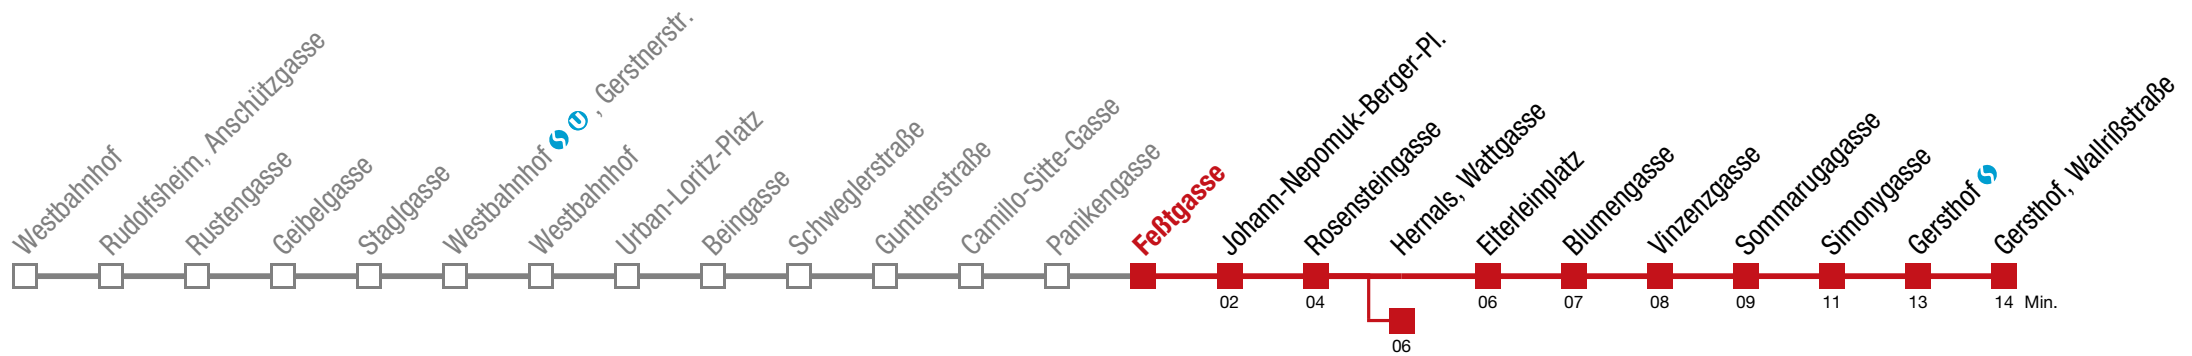 Westbahnhof
Rudolfsheim, Anschützgasse
Rustengasse
Geibelgasse
Staglgasse
Westbahnhof S U , Gerstnerstr.
Westbahnhof
Urban-Loritz-Platz
Beingasse
Schweglerstraße
Guntherstraße
Camillo-Sitte-Gasse
Panikengasse
Feßtgasse
Johann-Nepomuk-Berger-Pl.
Rosensteingasse
Hernals, Wattgasse
Elterleinplatz
Blumengasse
Vinzenzgasse
Sommarugagasse
Simonygasse
Gersthof S
Gersthof, Wallrißstraße
02 04 06 07 08 09 11 13 14 Min.
06